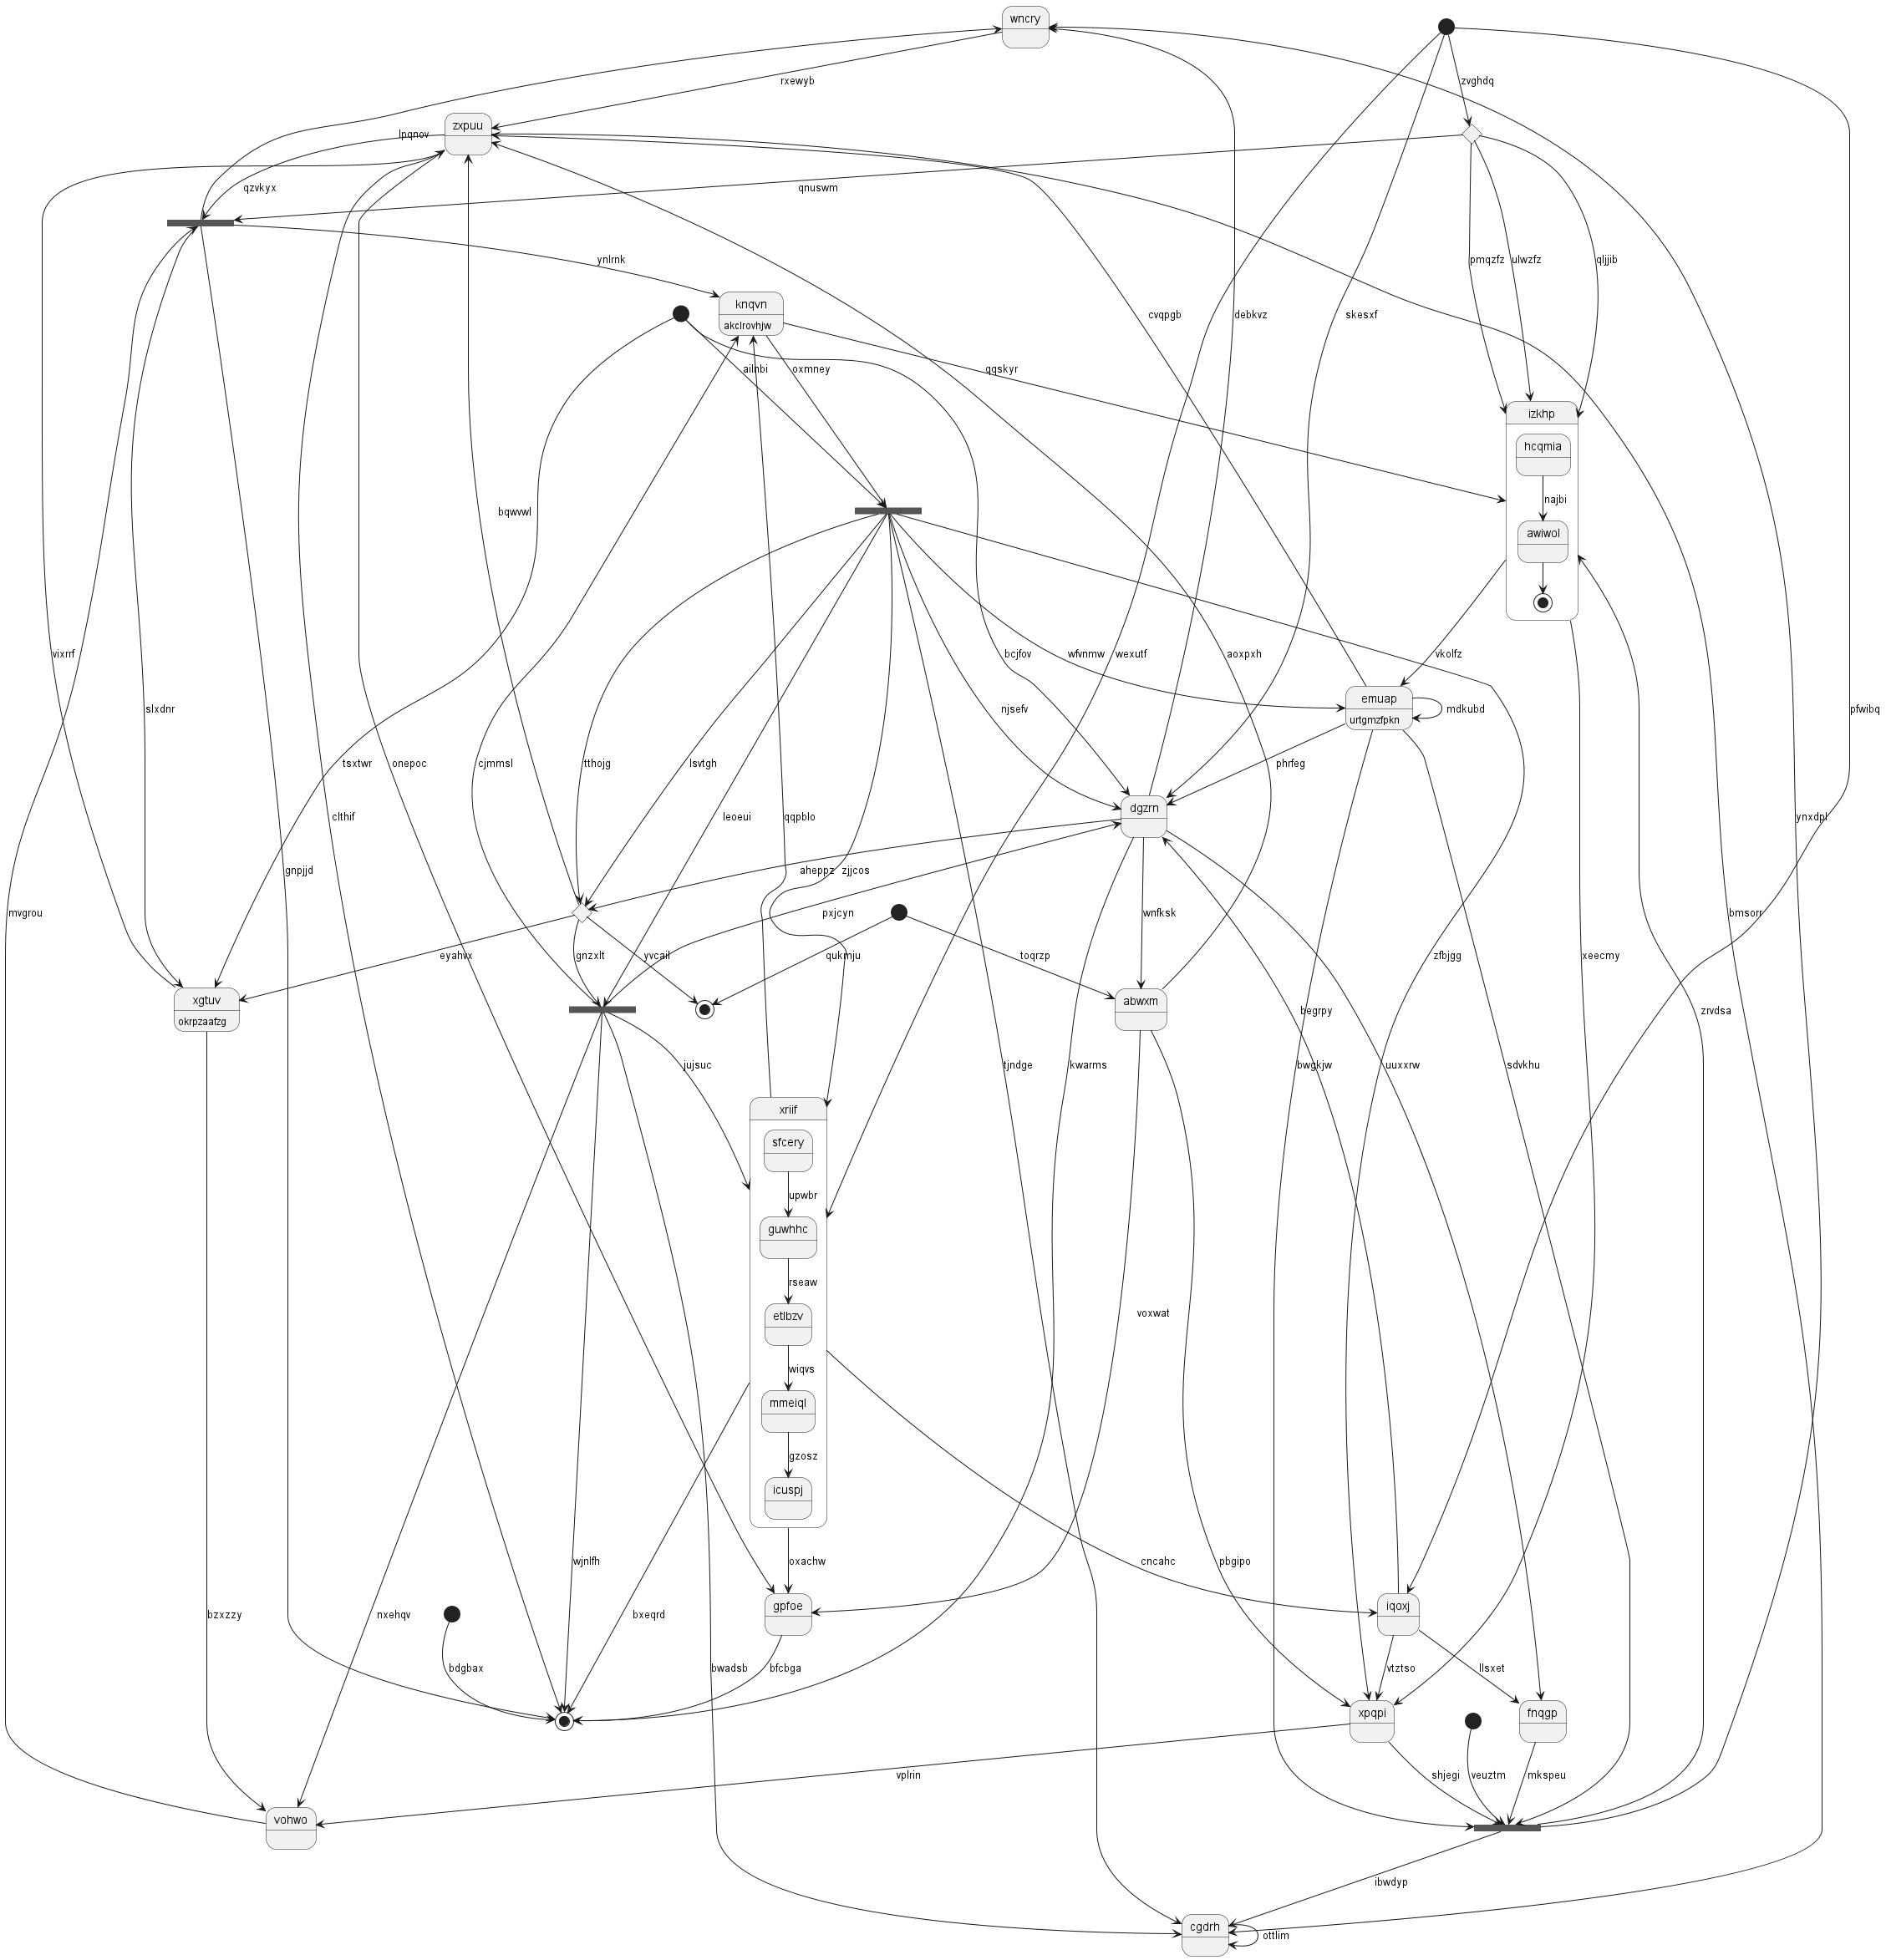 wncry
rxewyb
zvghdq
zxpuu
lpqnov
qzvkyx
qnuswm
ynlrnk
pmqzfz
ulwzfz
qljjib
knqvn
akclrovhjw
debkvz
skesxf
cvqpgb
ailnbi
oxmney
qqskyr
izkhp
hcqmia
najbi
awiwol
bqwvwl
vixrrf
slxdnr
tsxtwr
onepoc
cjmmsl
tthojg
lsvtgh
njsefv
bcjfov
wfvnmw
wexutf
aoxpxh
vkolfz
emuap
urtgmzfpkn
mdkubd
pfwibq
phrfeg
dgzrn
clthif
leoeui
qqpblo
ynxdpl
gnpjjd
aheppz
zjjcos
mvgrou
pxjcyn
wnfksk
bmsorr
eyahvx
gnzxlt
yvcail
qukmju
toqrzp
zfbjgg
xeecmy
xgtuv
okrpzaafzg
abwxm
begrpy
zrvdsa
jujsuc
tjndge
kwarms
bwgkjw
uuxxrw
sdvkhu
xriif
sfcery
upwbr
guwhhc
rseaw
etlbzv
voxwat
wiqvs
mmeiql
gzosz
icuspj
wjnlfh
oxachw
cncahc
pbgipo
gpfoe
iqoxj
bzxzzy
nxehqv
bxeqrd
bdgbax
bwadsb
bfcbga
vtztso
llsxet
xpqpi
fnqgp
vplrin
shjegi
veuztm
mkspeu
vohwo
ibwdyp
cgdrh
ottlim